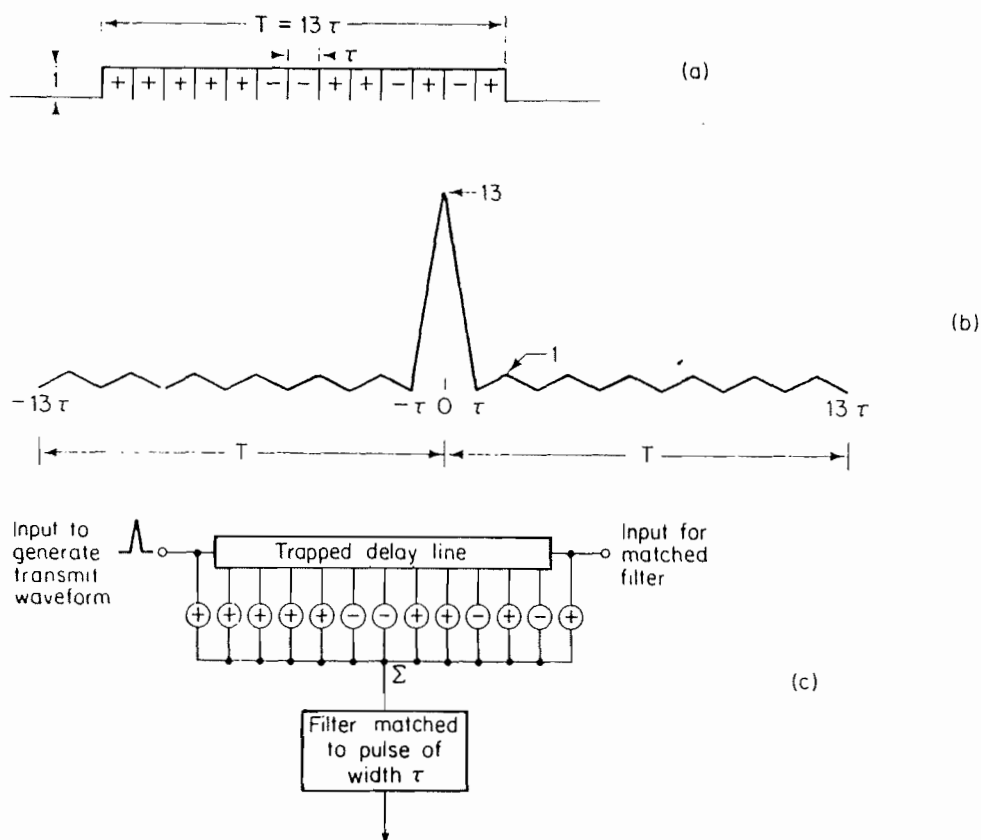 T = 13 τ
τ
1
+ + + + + - - + + - + - +
(a)
13
1
(b)
-13 τ
-τ 0 τ
13 τ
T
T
Input to
generate
transmit
waveform
Trapped delay line
Input for
matched
filter
+ + + + + - - + + - + - +
Σ
(c)
Filter matched
to pulse of
width τ